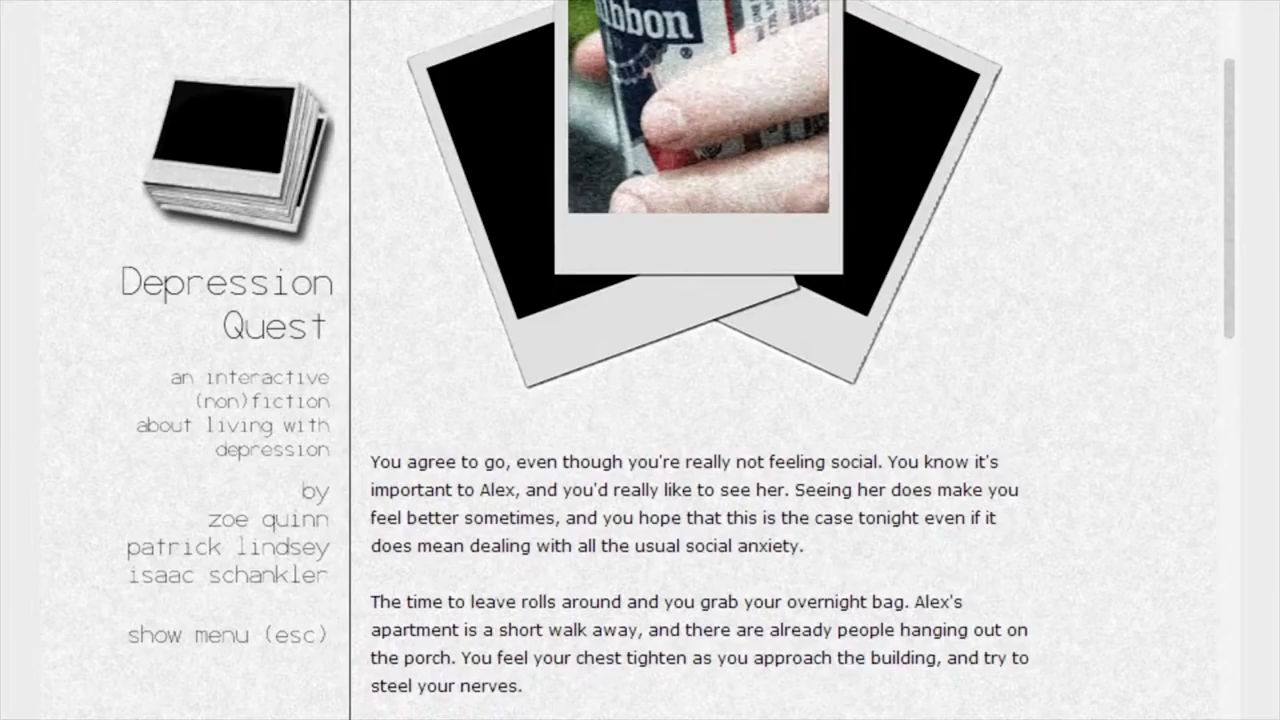 ibbon
Depression
Quest
an interactive
(non)fiction
about living with
depression
by
zoe quinn
patrick lindsey
isaac schankler
show menu (esc)
You agree to go, even though you're really not feeling social. You know it's
important to Alex, and you'd really like to see her. Seeing her does make you
feel better sometimes, and you hope that this is the case tonight even if it
does mean dealing with all the usual social anxiety.
The time to leave rolls around and you grab your overnight bag. Alex's
apartment is a short walk away, and there are already people hanging out on
the porch. You feel your chest tighten as you approach the building, and try to
steel your nerves.